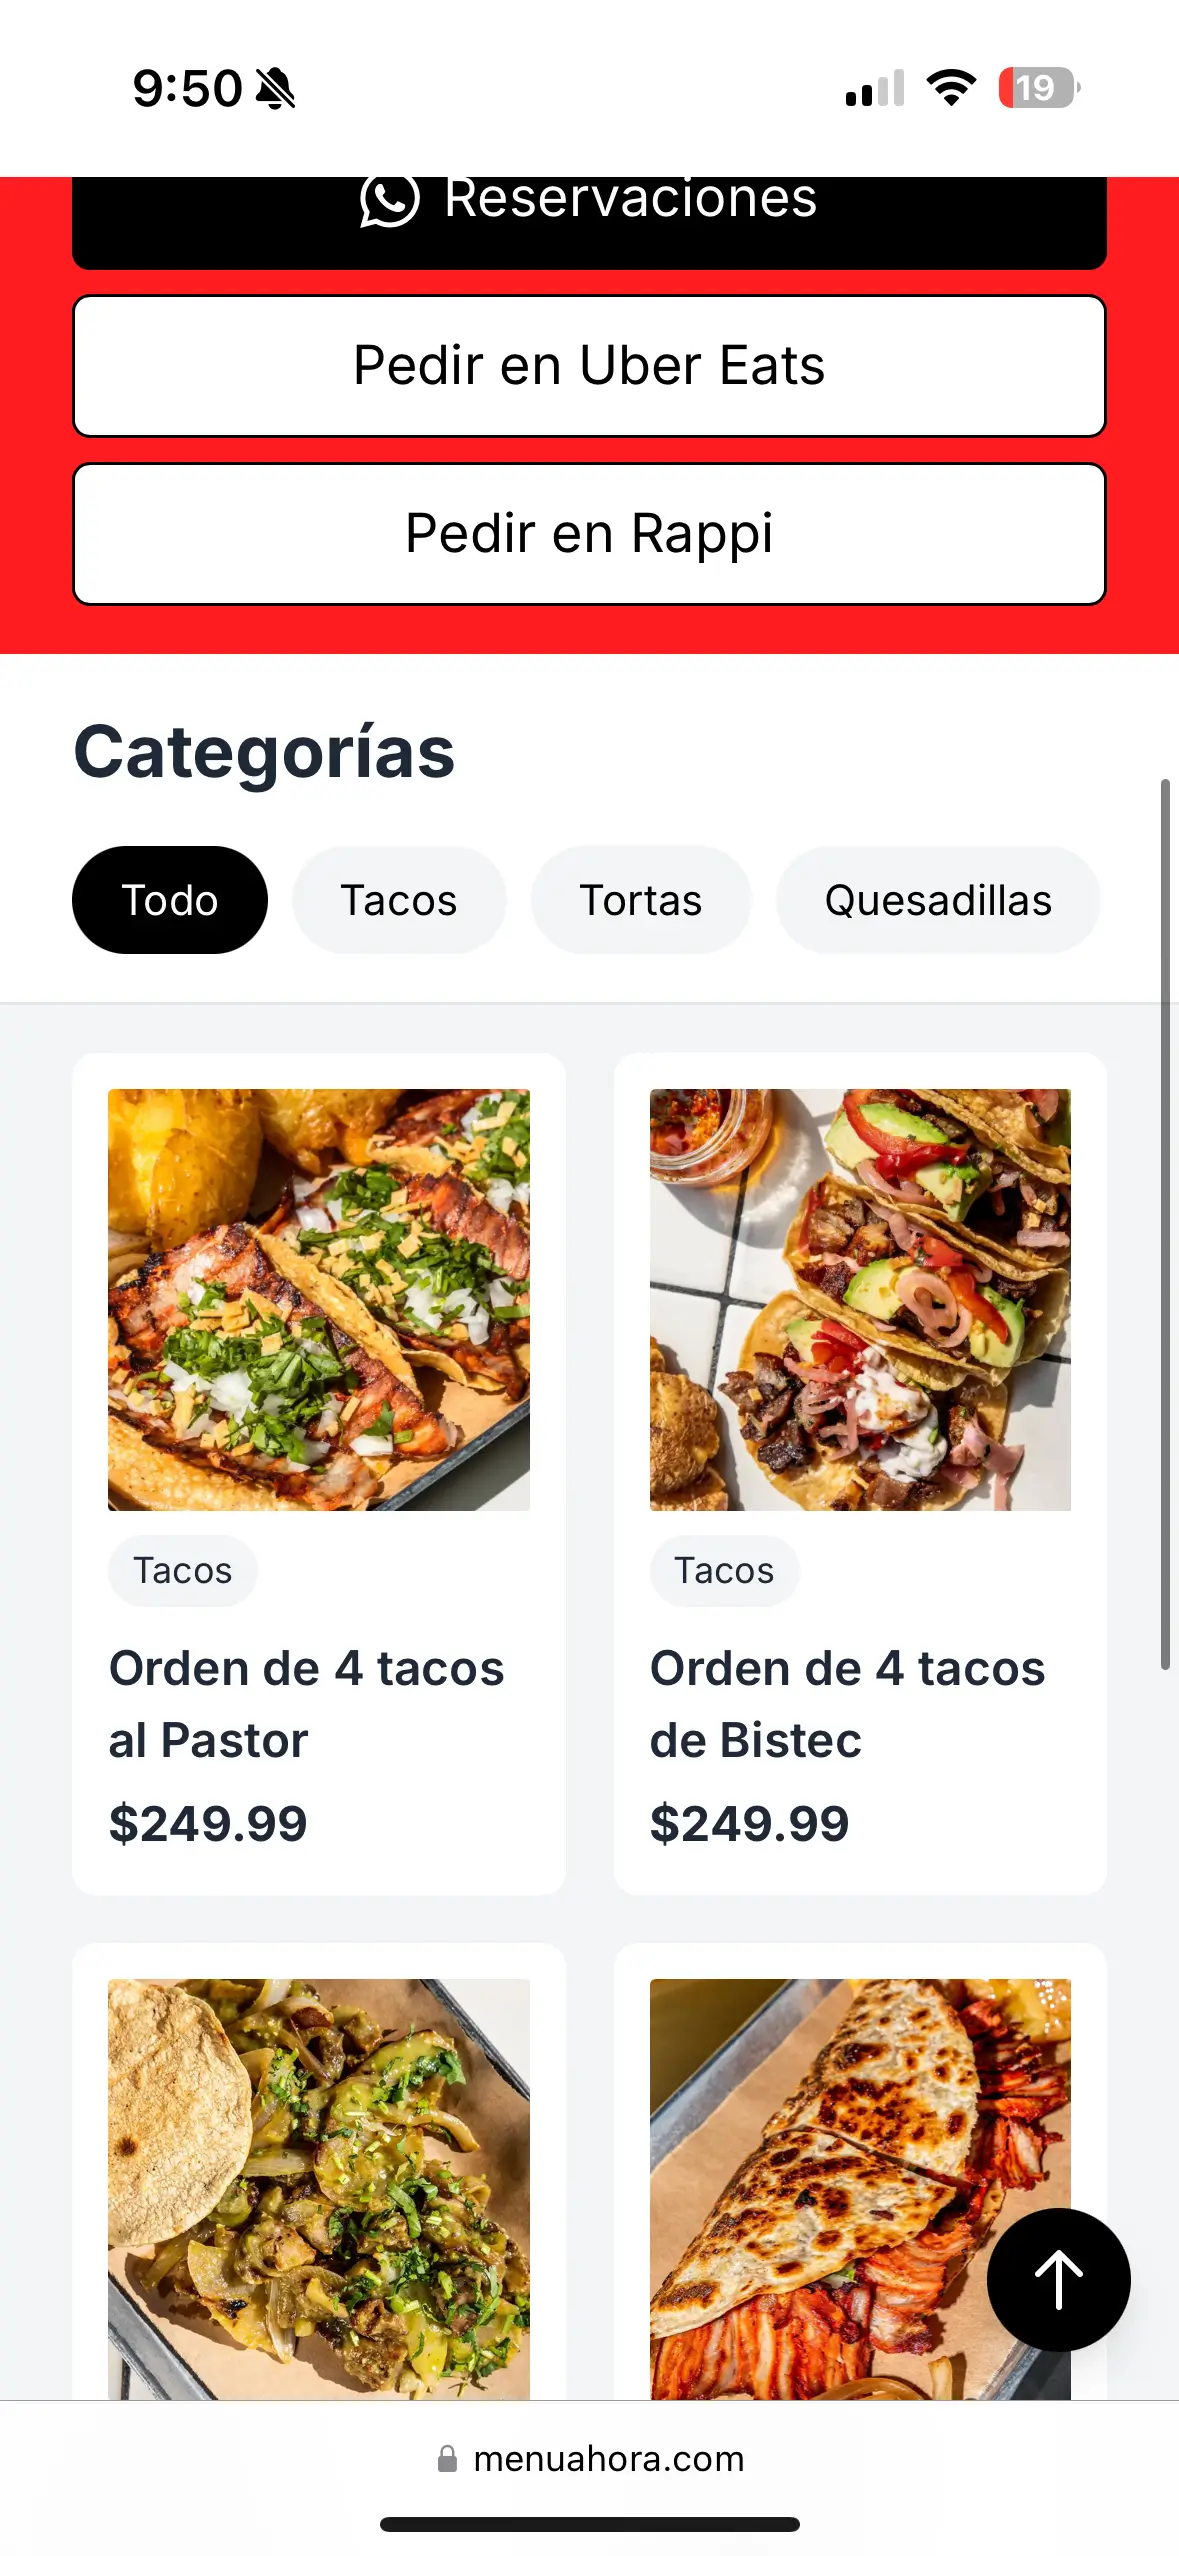 9:50
19
Reservaciones
Pedir en Uber Eats
Pedir en Rappi
Categorías
Todo Tacos Tortas Quesadillas
Tacos
Orden de 4 tacos
al Pastor
$249.99
Tacos
Orden de 4 tacos
de Bistec
$249.99
menuahora.com